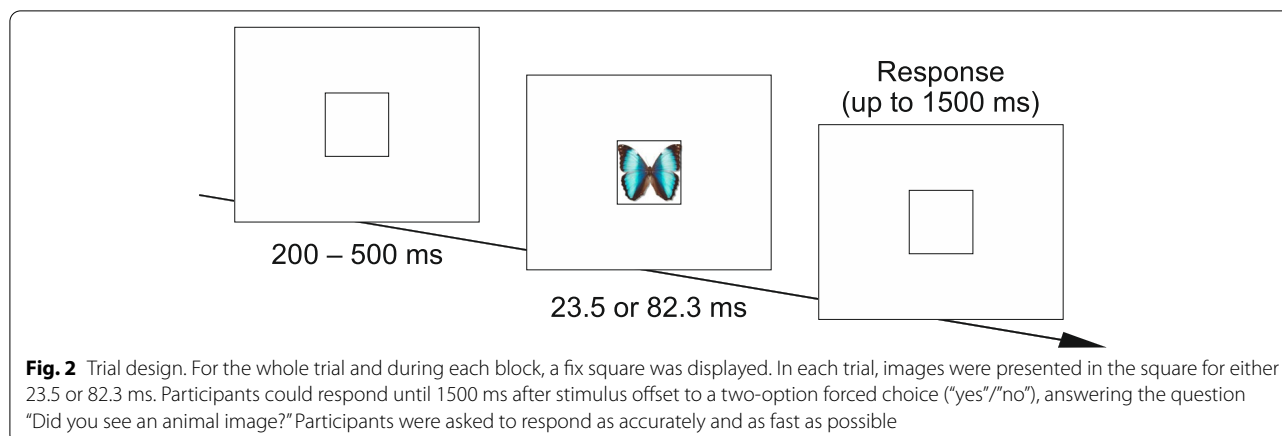 Response
(up to 1500 ms)
200 – 500 ms
23.5 or 82.3 ms
Fig. 2 Trial design. For the whole trial and during each block, a fix square was displayed. In each trial, images were presented in the square for either
23.5 or 82.3 ms. Participants could respond until 1500 ms after stimulus offset to a two-option forced choice (“yes”/“no”), answering the question
“Did you see an animal image?” Participants were asked to respond as accurately and as fast as possible